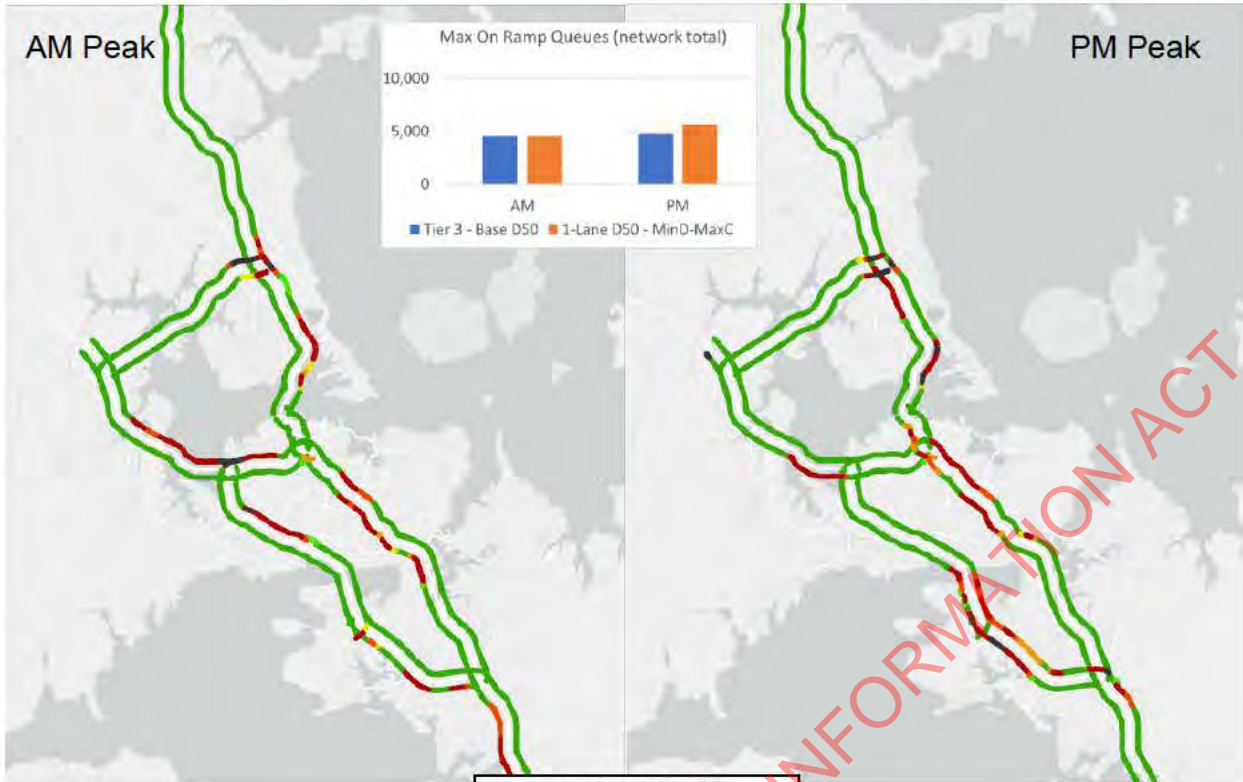 AM Peak
Max On Ramp Queues (network total)
10,000
5,000
0
AM
PM
Tier 3 - Base D50
1-Lane D50 - MinD-MaxC
PM Peak
INFORMATION ACT